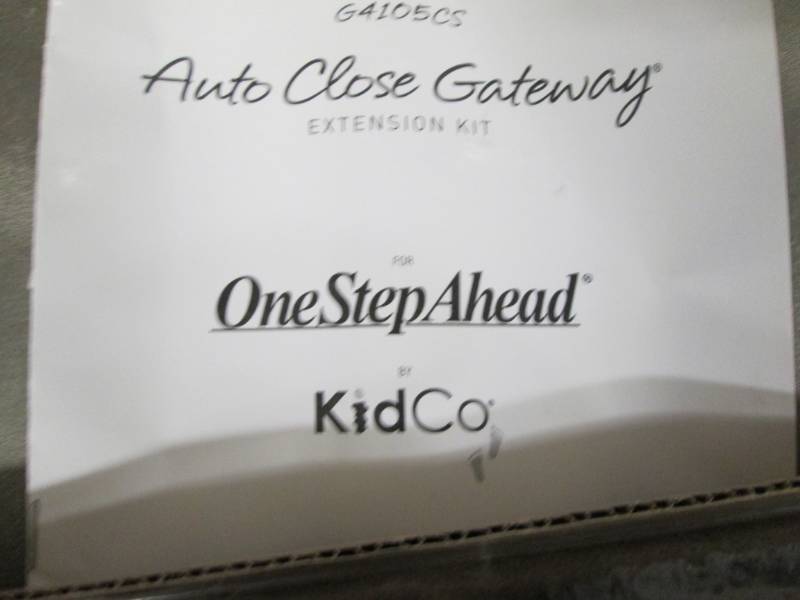 G4105CS
Auto Close Gateway®
EXTENSION KIT
FOR
OneStepAhead®
BY
KidCo